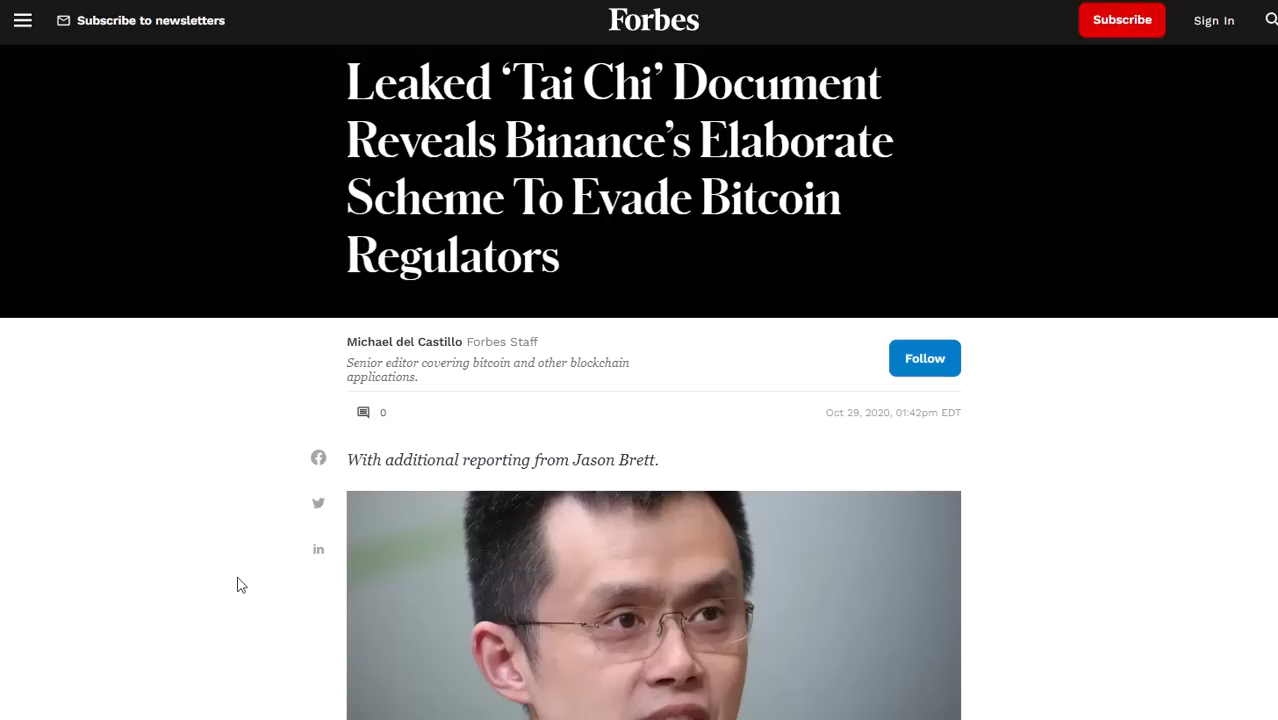 Subscribe to newsletters
Forbes
Subscribe
Sign In
Leaked ‘Tai Chi’ Document
Reveals Binance’s Elaborate
Scheme To Evade Bitcoin
Regulators
Michael del Castillo Forbes Staff
Senior editor covering bitcoin and other blockchain
applications.
Follow
0
Oct 29, 2020, 01:42pm EDT
With additional reporting from Jason Brett.